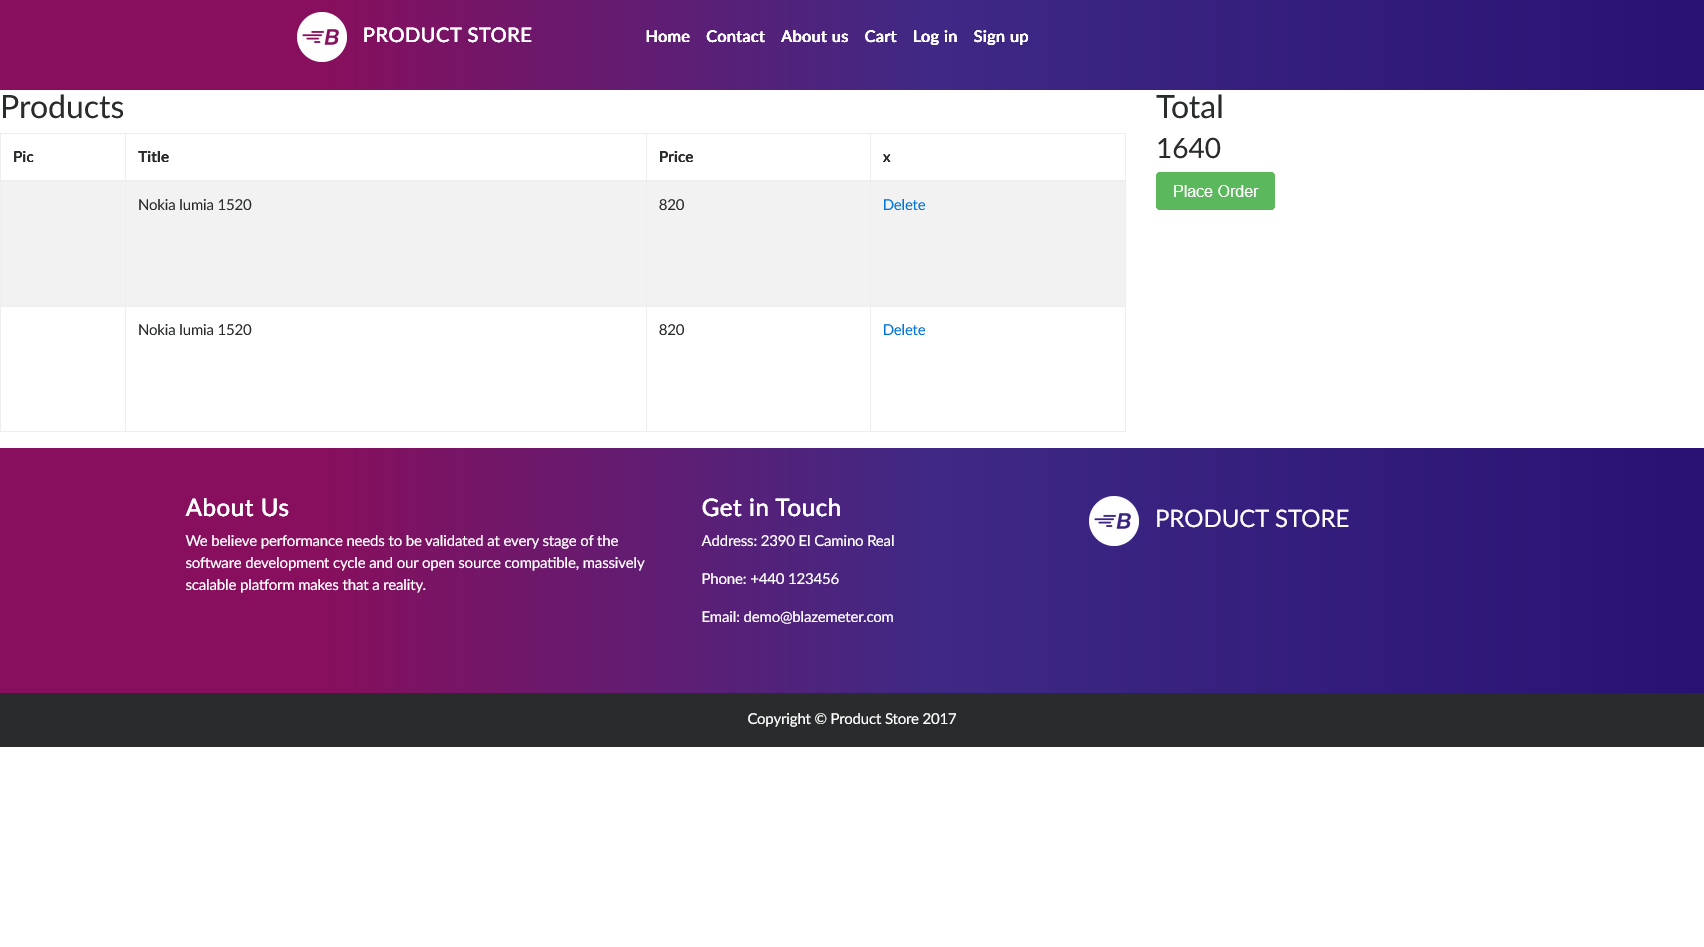 B PRODUCT STORE
Home Contact About us Cart Log in Sign up
Products
Pic Title Price x
Nokia lumia 1520 820 Delete
Nokia lumia 1520 820 Delete
Total
1640
Place Order
About Us
We believe performance needs to be validated at every stage of the
software development cycle and our open source compatible, massively
scalable platform makes that a reality.
Get in Touch
Address: 2390 El Camino Real
Phone: +440 123456
Email: demo@blazemeter.com
B PRODUCT STORE
Copyright © Product Store 2017